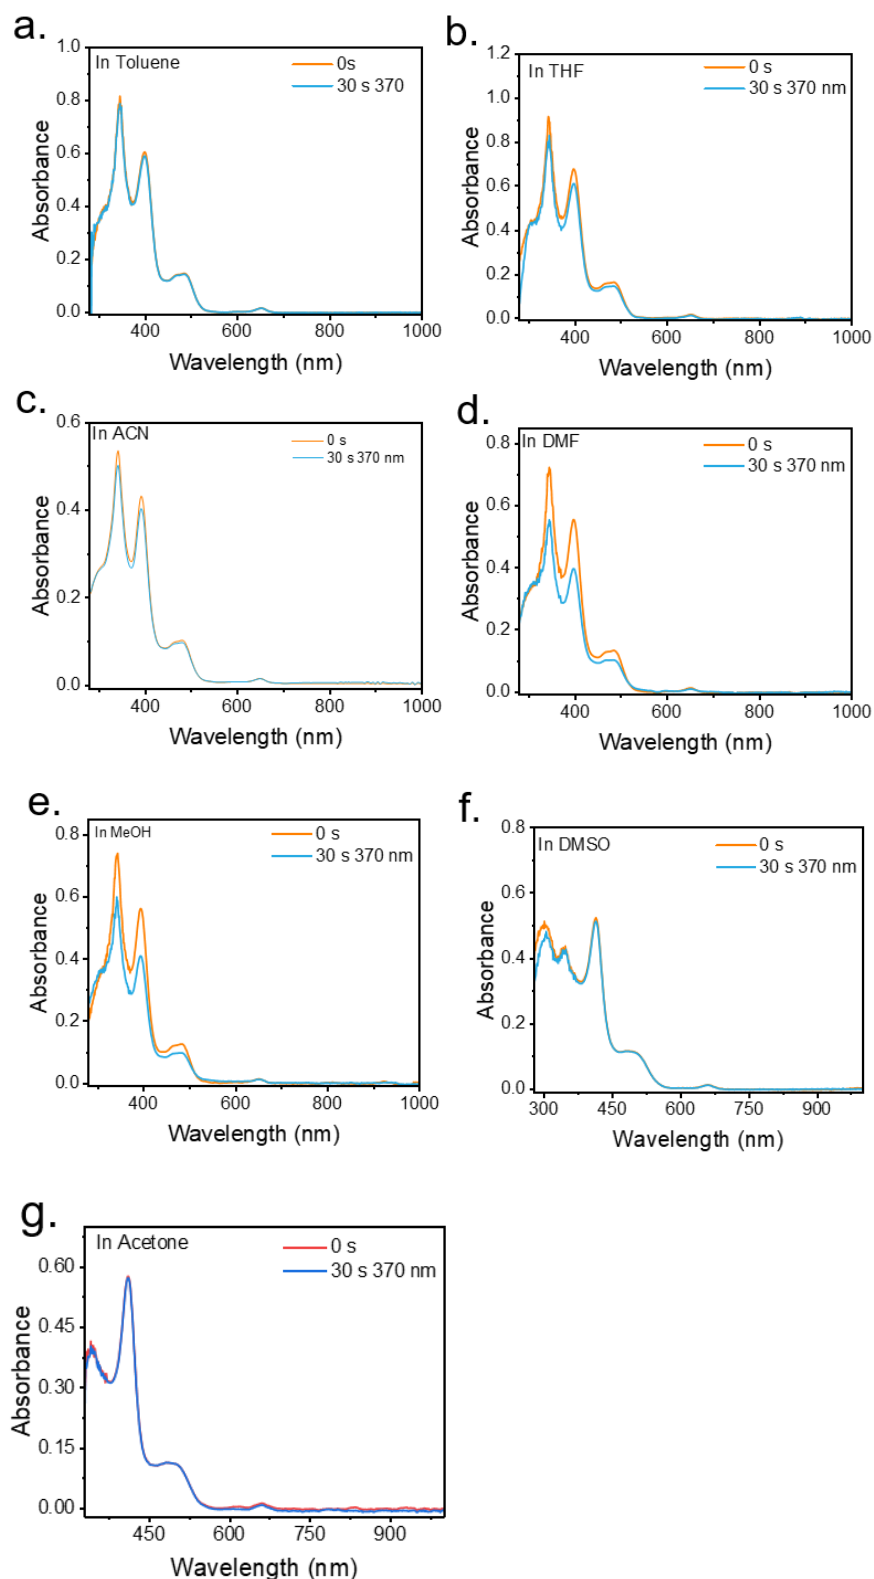 a.
In Toluene
0s
30 s 370
1.0
0.8
0.6
0.4
0.2
0.0
400
600
800
1000
Absorbance
Wavelength (nm)
b.
In THF
0 s
30 s 370 nm
1.2
1.0
0.8
0.6
0.4
0.2
0.0
400
600
800
1000
Absorbance
Wavelength (nm)
c.
In ACN
0 s
30 s 370 nm
0.6
0.4
0.2
0.0
400
600
800
1000
Absorbance
Wavelength (nm)
d.
In DMF
0 s
30 s 370 nm
0.8
0.6
0.4
0.2
0.0
400
600
800
1000
Absorbance
Wavelength (nm)
e.
In MeOH
0 s
30 s 370 nm
0.8
0.6
0.4
0.2
0.0
400
600
800
1000
Absorbance
Wavelength (nm)
f.
In DMSO
0 s
30 s 370 nm
0.8
0.6
0.4
0.2
0.0
300
450
600
750
900
Absorbance
Wavelength (nm)
g.
In Acetone
0 s
30 s 370 nm
0.60
0.45
0.30
0.15
0.00
450
600
750
900
Absorbance
Wavelength (nm)